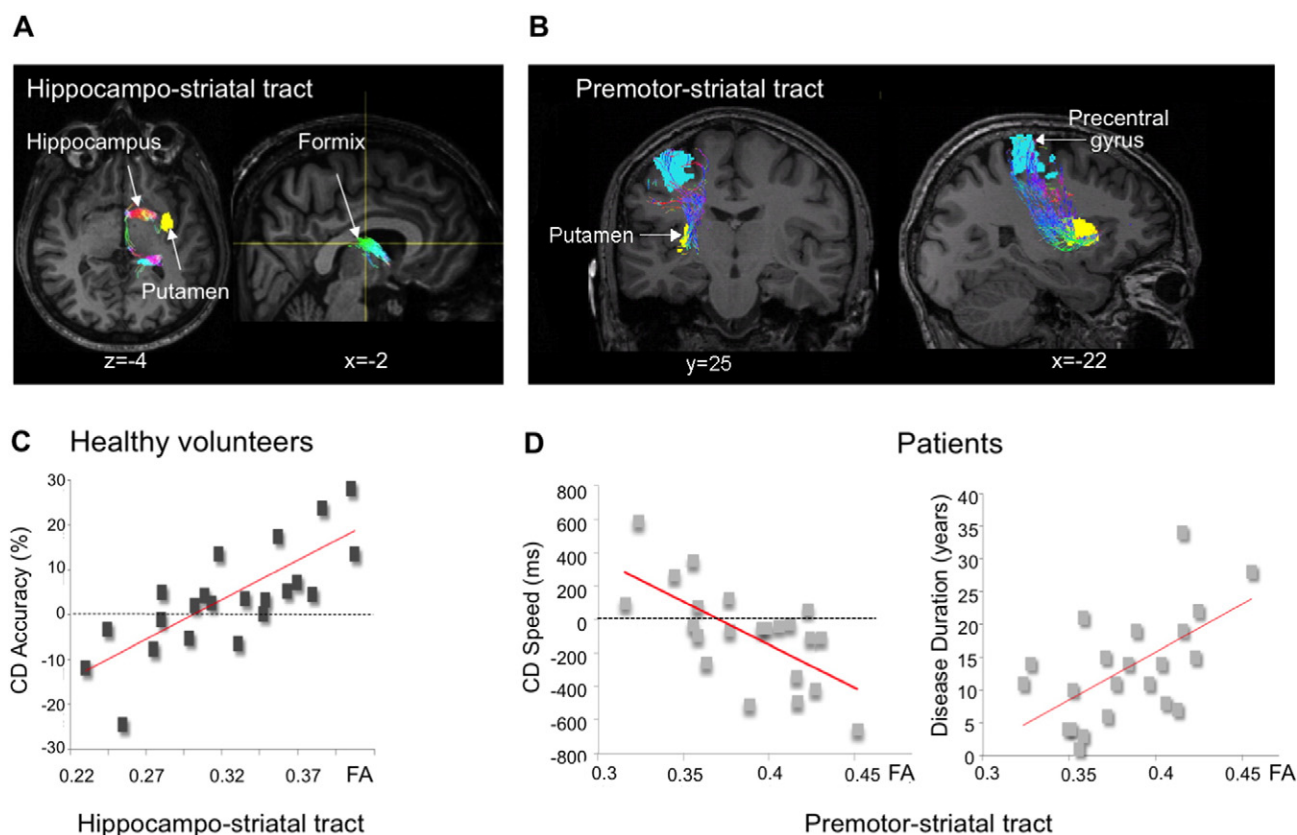 A
B
Hippocampo-striatal tract
Hippocampus
Formix
Putamen
z=-4
x=-2
Premotor-striatal tract
Precentral
gyrus
Putamen
y=25
x=-22
C
Healthy volunteers
CD Accuracy (%)
30
20
10
0
-10
-20
-30
0.22
0.27
0.32
0.37
FA
Hippocampo-striatal tract
D
Patients
CD Speed (ms)
800
600
400
200
0
-200
-400
-600
-800
0.3
0.35
0.4
0.45
FA
Disease Duration (years)
40
35
30
25
20
15
10
5
0
0.3
0.35
0.4
0.45
FA
Premotor-striatal tract